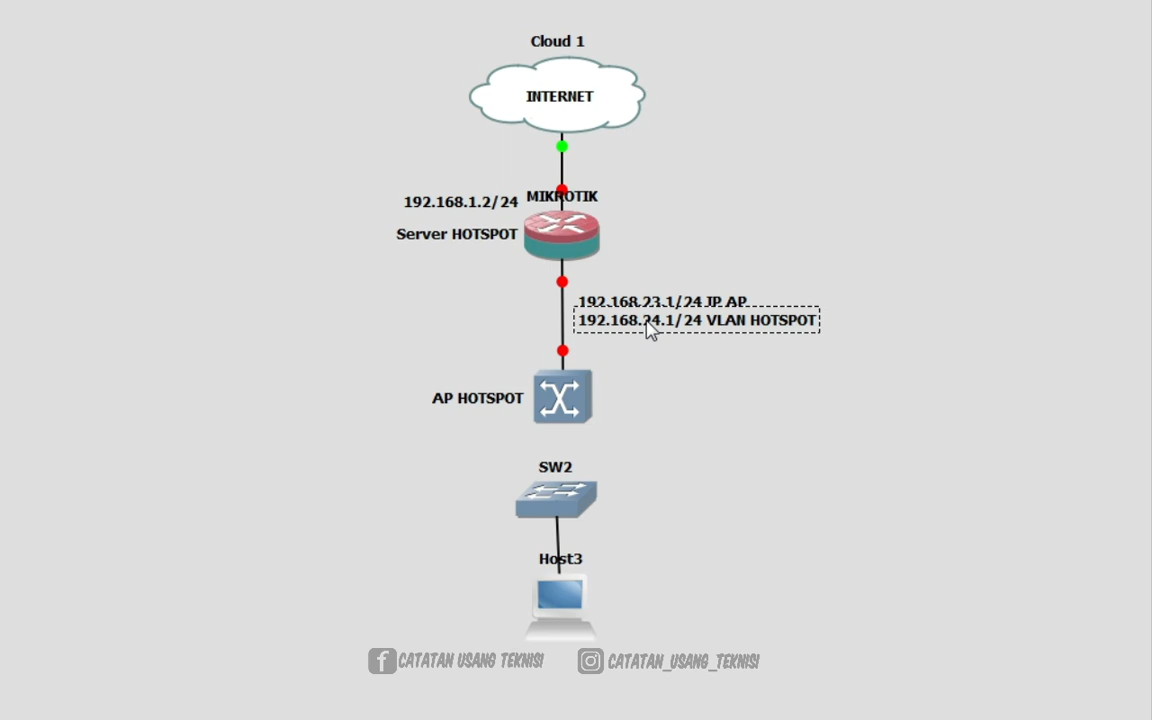 Cloud 1
INTERNET
MIKROTIK
192.168.1.2/24
Server HOTSPOT
192.168.23.1/24 IP AP
192.168.24.1/24 VLAN HOTSPOT
AP HOTSPOT
SW2
Host3
CATATAN USANG TEKNISI
CATATAN_USANG_TEKNISI